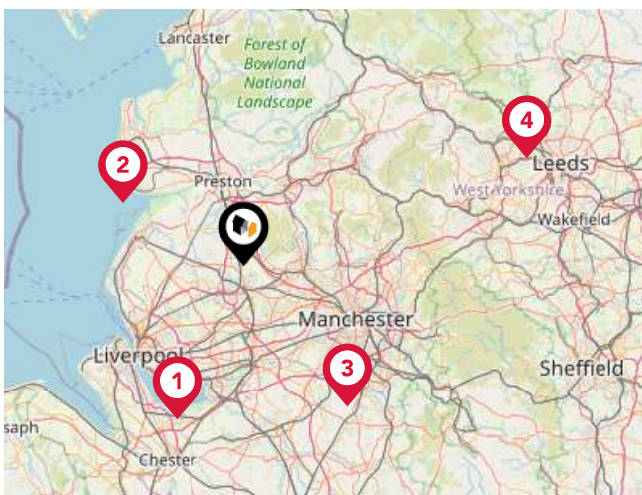 Lancaster
Forest of
Bowland
National
Landscape
4
2
Preston
Leeds
West Yorkshire
Wakefield
Manchester
Liverpool
3
Sheffield
1
saph
Chester